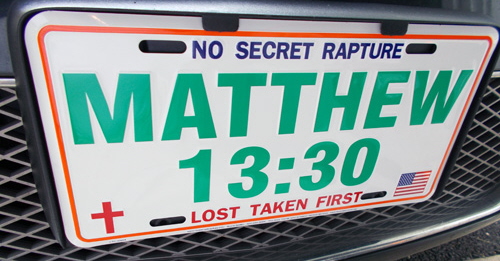 NO SECRET RAPTURE
MATTHEW
13:30
LOST TAKEN FIRST